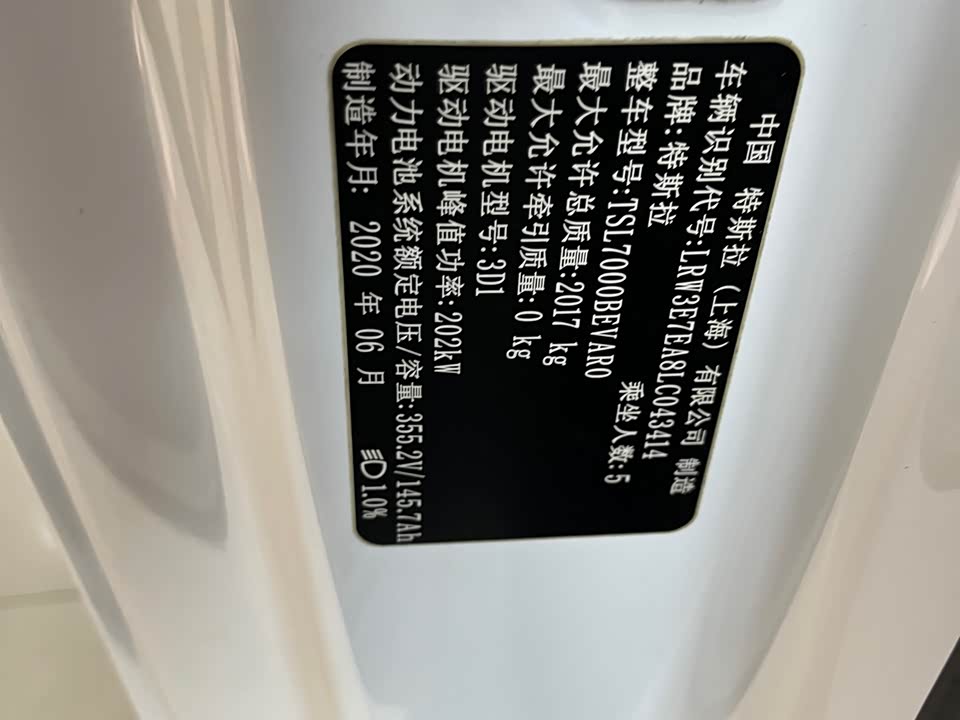 中国 特斯拉（上海）有限公司 制造
车辆识别代号:LRW3E7EA8LC043414
品牌:特斯拉
整车型号:TSL7000BEVAR0 乘坐人数:5
最大允许总质量:2017 kg
最大允许牵引质量:0 kg
驱动电机型号:3D1
驱动电机峰值功率:202kW
动力电池系统额定电压/容量:355.2V/145.7Ah
制造年月: 2020 年 06 月 1.0%